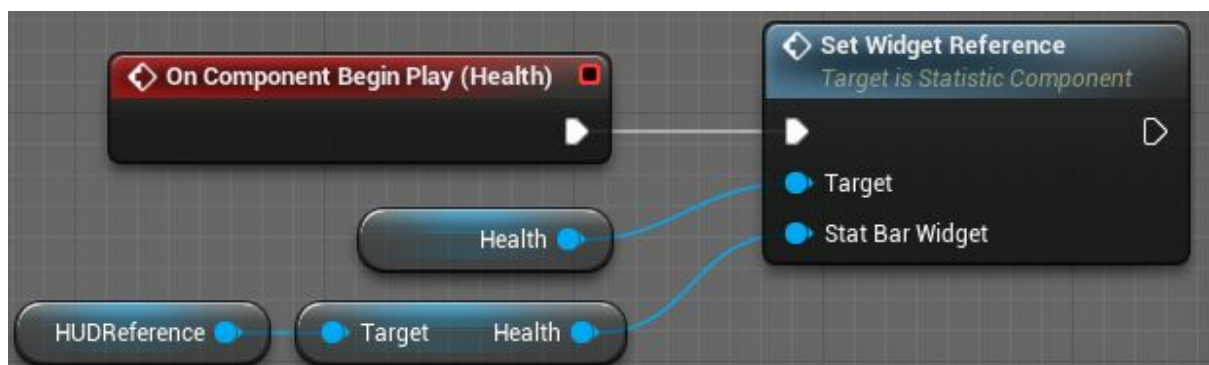 On Component Begin Play (Health)
Set Widget Reference
Target is Statistic Component
Target
Health
Stat Bar Widget
HUDReference
Target Health